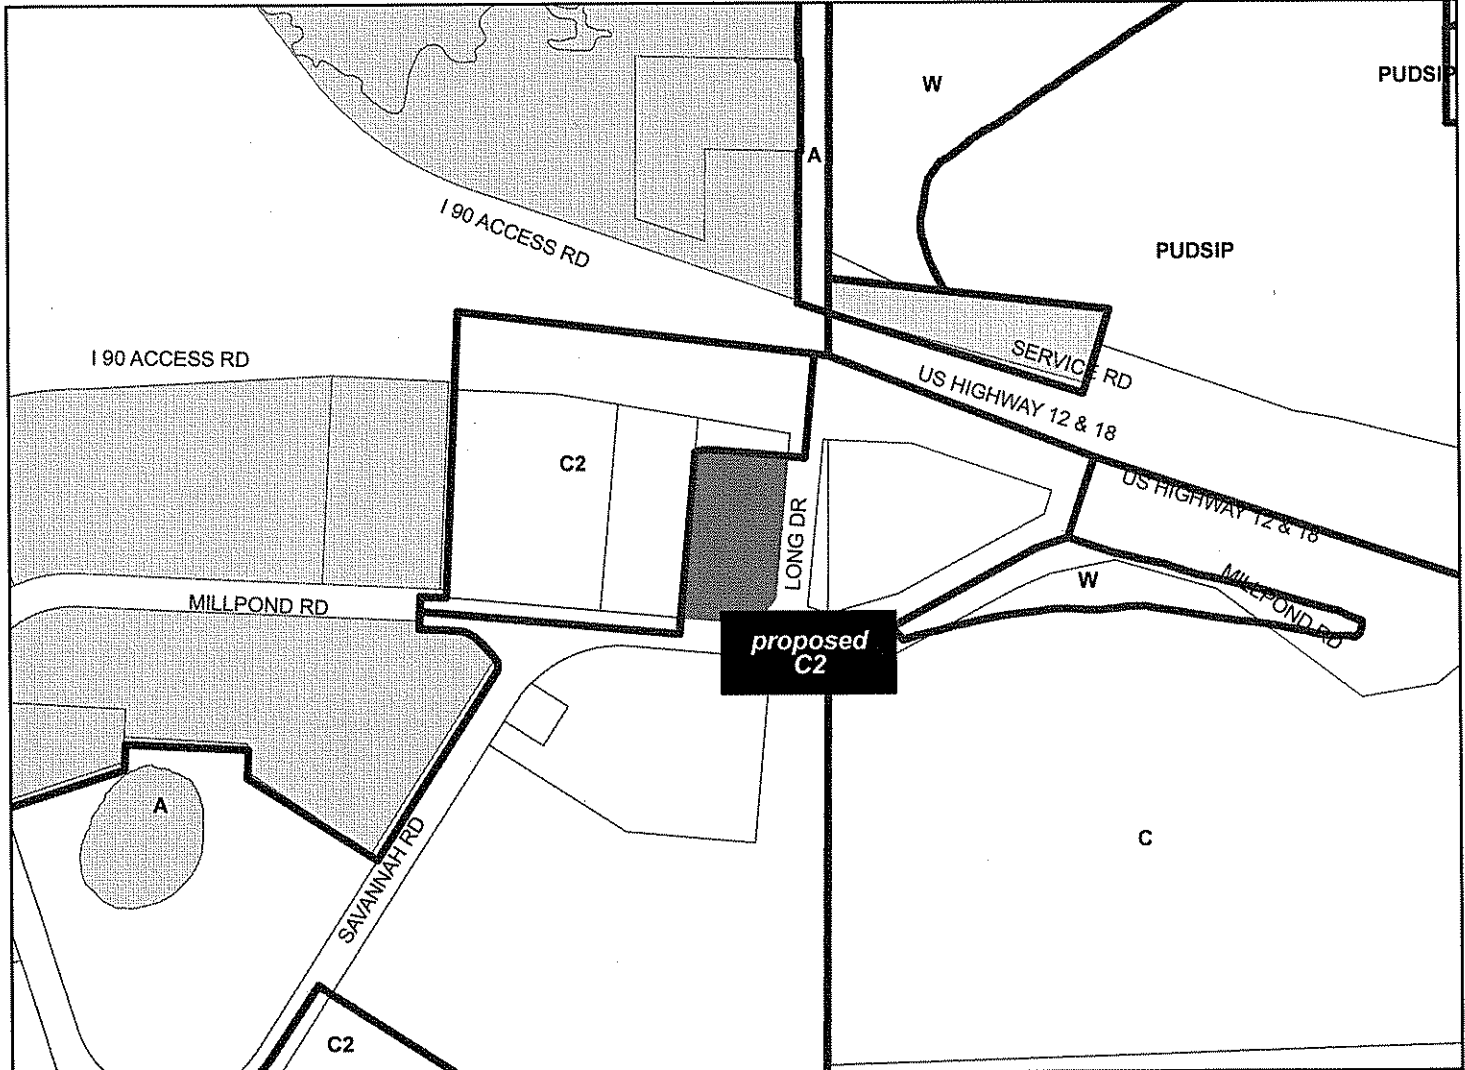 W
PUDSIP
A
I 90 ACCESS RD
PUDSIP
I 90 ACCESS RD
SERVICE RD
US HIGHWAY 12 & 18
C2
US HIGHWAY 12 & 18
LONG DR
MILLPOND RD
W
MILLPOND RD
proposed
C2
A
SAVANNAH RD
C
C2